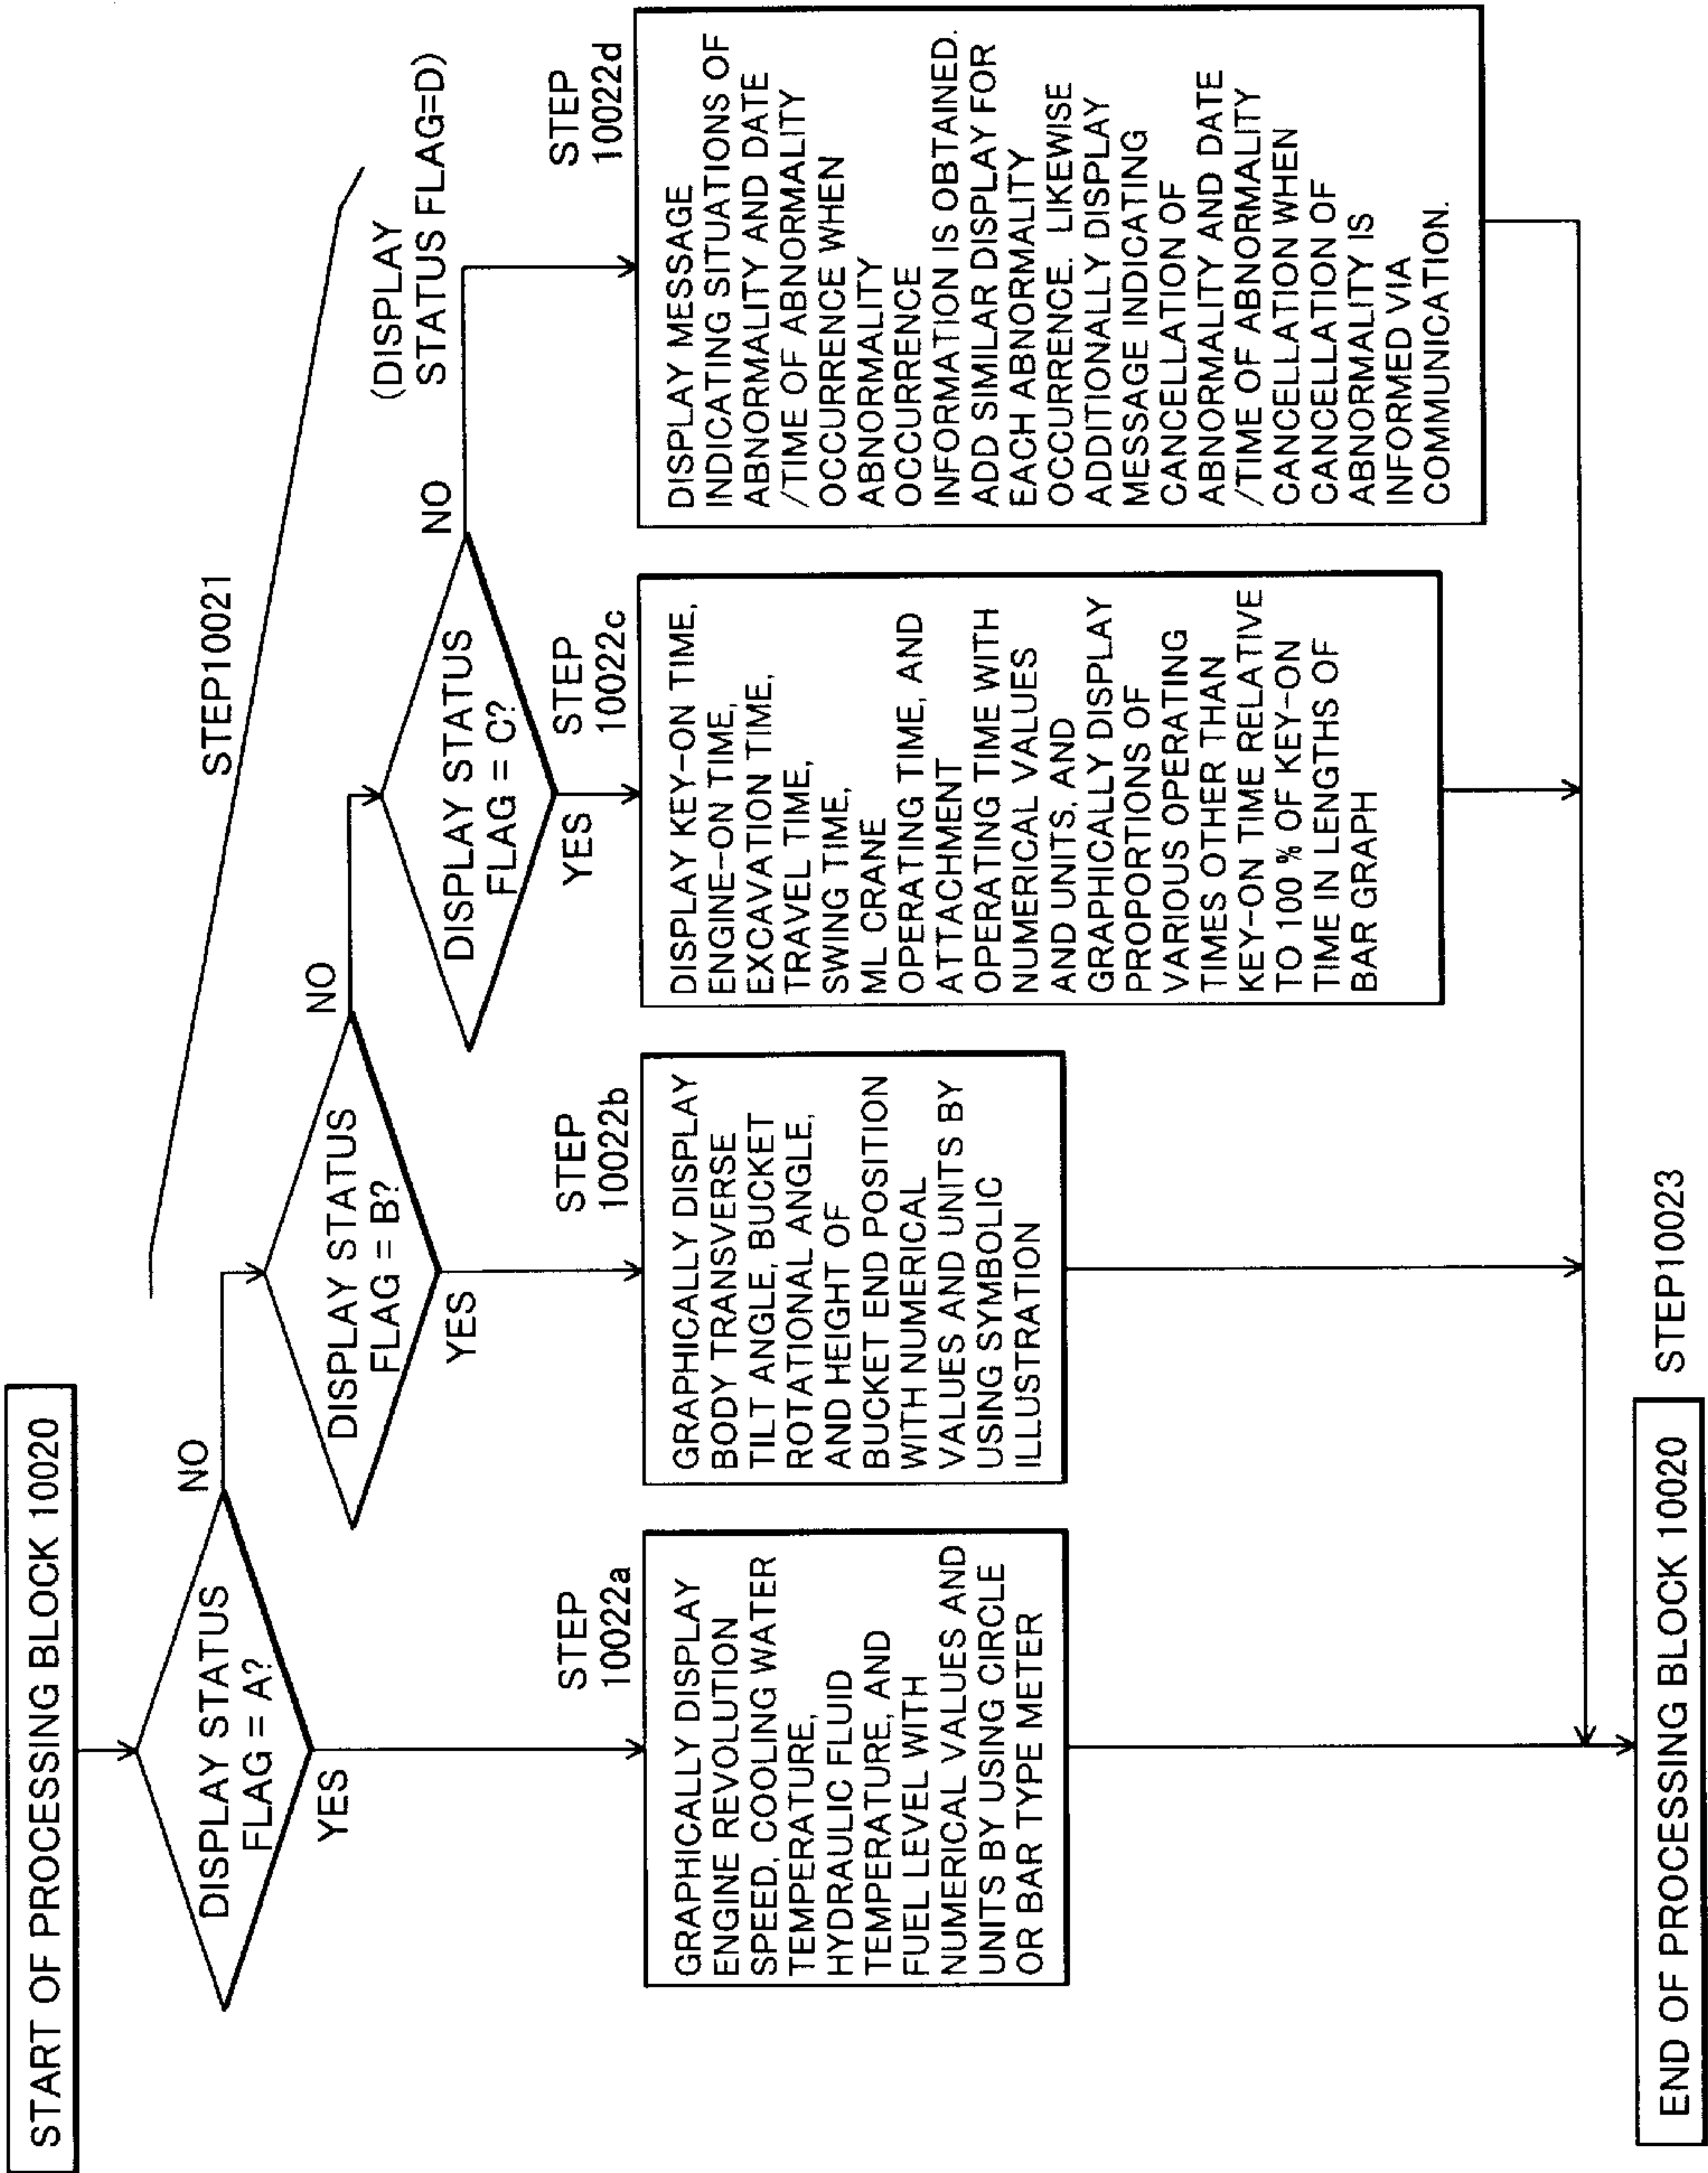 START OF PROCESSING BLOCK 10020
STEP10021
DISPLAY STATUS
FLAG = A?
NO
YES
STEP
10022a
GRAPHICALLY DISPLAY
ENGINE REVOLUTION
SPEED, COOLING WATER
TEMPERATURE,
HYDRAULIC FLUID
TEMPERATURE, AND
FUEL LEVEL WITH
NUMERICAL VALUES AND
UNITS BY USING CIRCLE
OR BAR TYPE METER
DISPLAY STATUS
FLAG = B?
NO
YES
STEP
10022b
GRAPHICALLY DISPLAY
BODY TRANSVERSE
TILT ANGLE, BUCKET
ROTATIONAL ANGLE,
AND HEIGHT OF
BUCKET END POSITION
WITH NUMERICAL
VALUES AND UNITS BY
USING SYMBOLIC
ILLUSTRATION
DISPLAY STATUS
FLAG = C?
NO
YES
STEP
10022c
DISPLAY KEY-ON TIME,
ENGINE-ON TIME,
EXCAVATION TIME,
TRAVEL TIME,
SWING TIME,
ML CRANE
OPERATING TIME, AND
ATTACHMENT
OPERATING TIME WITH
NUMERICAL VALUES
AND UNITS, AND
GRAPHICALLY DISPLAY
PROPORTIONS OF
VARIOUS OPERATING
TIMES OTHER THAN
KEY-ON TIME RELATIVE
TO 100 % OF KEY-ON
TIME IN LENGTHS OF
BAR GRAPH
(DISPLAY
STATUS FLAG=D)
STEP
10022d
DISPLAY MESSAGE
INDICATING SITUATIONS OF
ABNORMALITY AND DATE
/TIME OF ABNORMALITY
OCCURRENCE WHEN
ABNORMALITY
OCCURRENCE
INFORMATION IS OBTAINED.
ADD SIMILAR DISPLAY FOR
EACH ABNORMALITY
OCCURRENCE. LIKEWISE
ADDITIONALLY DISPLAY
MESSAGE INDICATING
CANCELLATION OF
ABNORMALITY AND DATE
/TIME OF ABNORMALITY
CANCELLATION WHEN
CANCELLATION OF
ABNORMALITY IS
INFORMED VIA
COMMUNICATION.
END OF PROCESSING BLOCK 10020
STEP10023